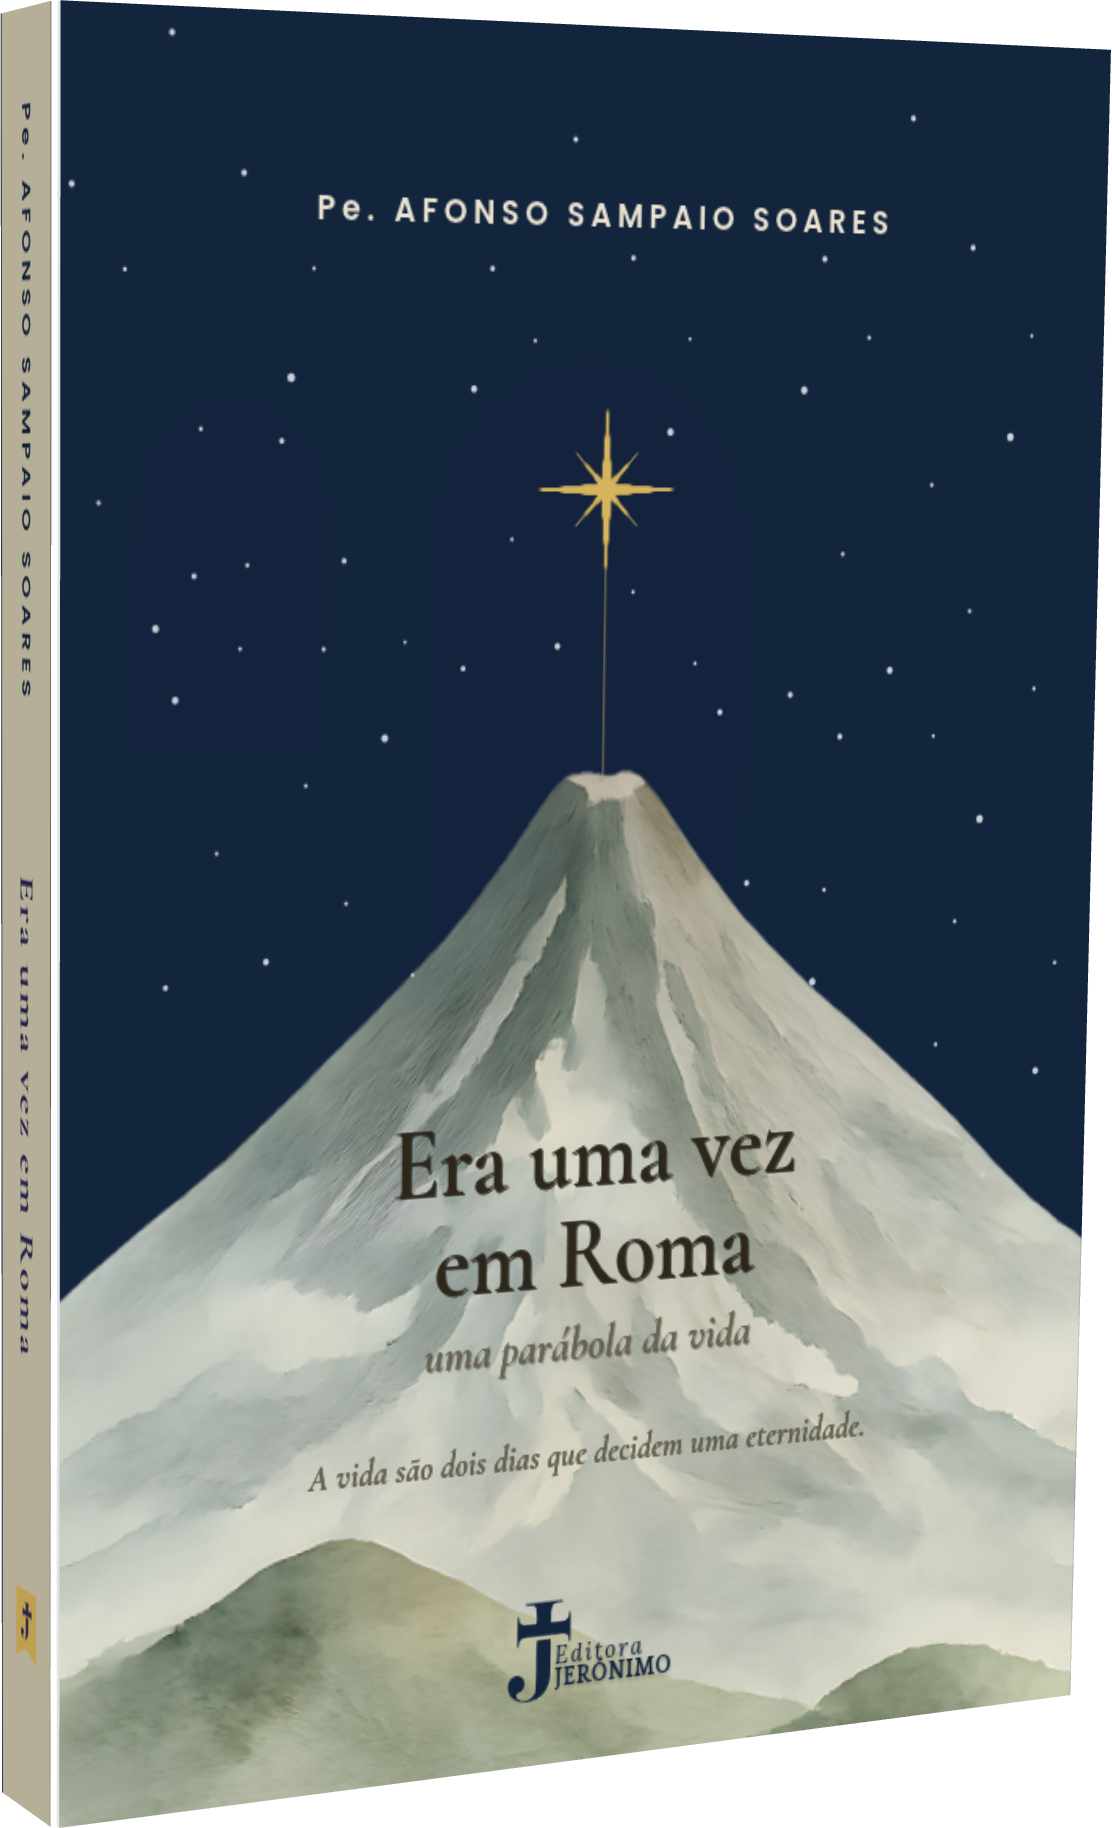 Pe. AFONSO SAMPAIO SOARES
Era uma vez em Roma
Pe. AFONSO SAMPAIO SOARES
Era uma vez
em Roma
uma parábola da vida
A vida são dois dias que decidem uma eternidade.
Editora
JERÓNIMO